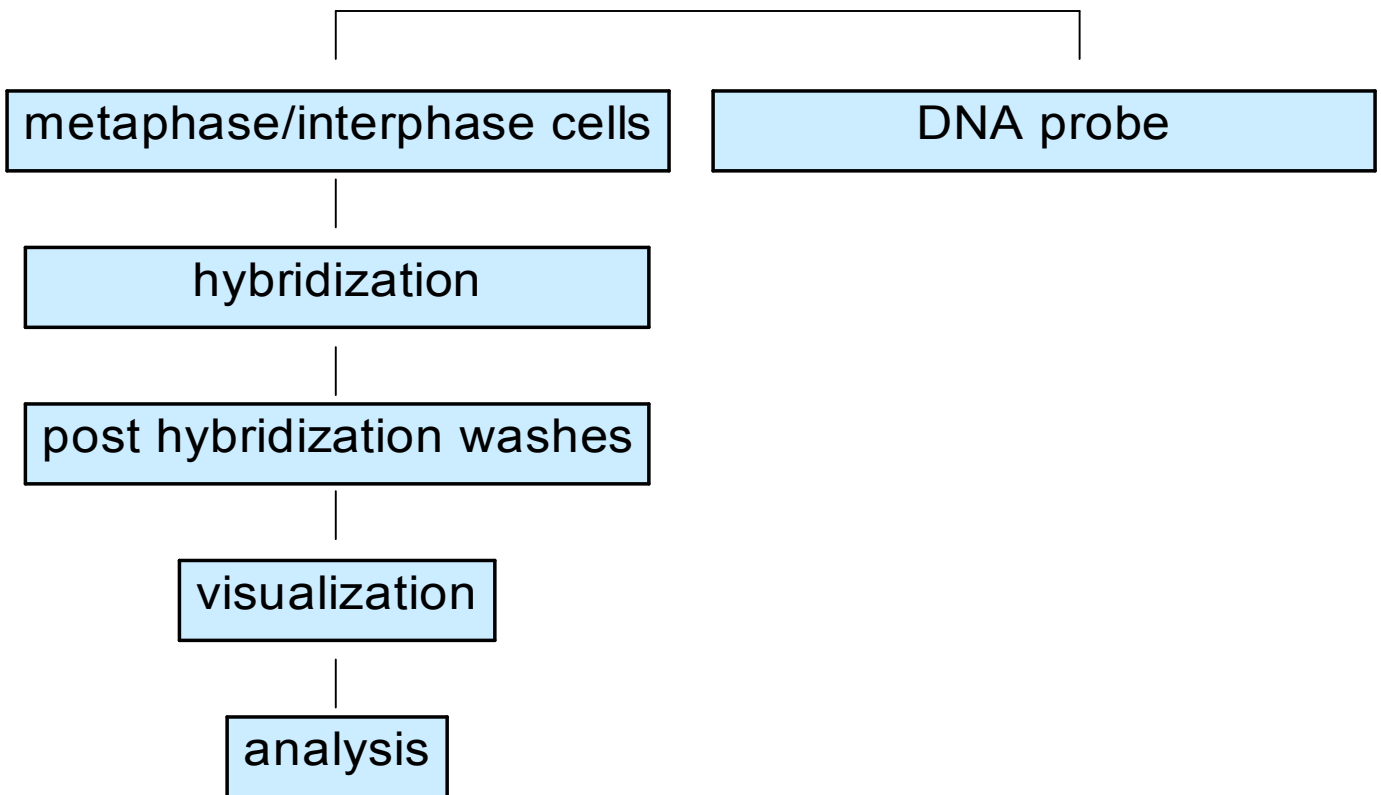 metaphase/interphase cells
DNA probe
hybridization
post hybridization washes
visualization
analysis